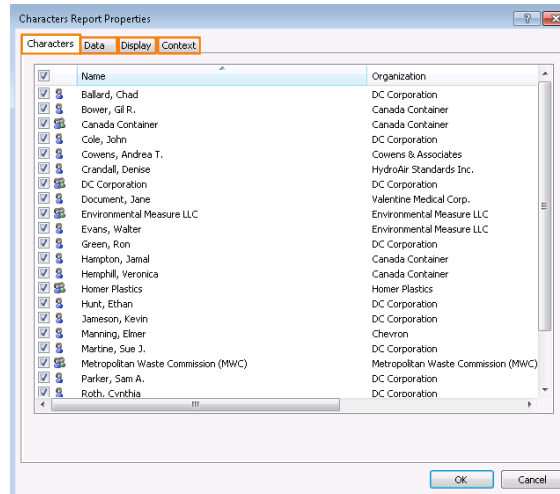 Characters Report Properties
Characters Data Display Context
Name Organization
Ballard, Chad DC Corporation
Bower, Gil R. Canada Container
Canada Container Canada Container
Cole, John DC Corporation
Cowens, Andrea T. Cowens & Associates
Crandall, Denise HydroAir Standards Inc.
DC Corporation DC Corporation
Document, Jane Valentine Medical Corp.
Environmental Measure LLC Environmental Measure LLC
Evans, Walter Environmental Measure LLC
Green, Ron DC Corporation
Hampton, Jamal Canada Container
Hemphill, Veronica Canada Container
Homer Plastics Homer Plastics
Hunt, Ethan DC Corporation
Jameson, Kevin DC Corporation
Manning, Elmer Chevron
Martine, Sue J. DC Corporation
Metropolitan Waste Commission (MWC) Metropolitan Waste Commission (MWC)
Parker, Sam A. DC Corporation
Roth, Cynthia DC Corporation
OK Cancel